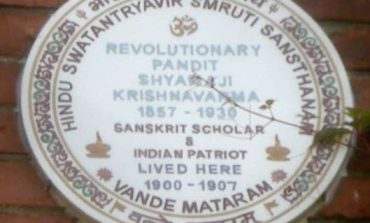 HINDU SWATANTRYAVIR SMRUTI SANSTHANAM
ॐ
REVOLUTIONARY
PANDIT
SHYAMAJI
KRISHNAVARMA
1857 - 1930
SANSKRIT SCHOLAR
&
INDIAN PATRIOT
LIVED HERE
1900 - 1907
VANDE MATARAM